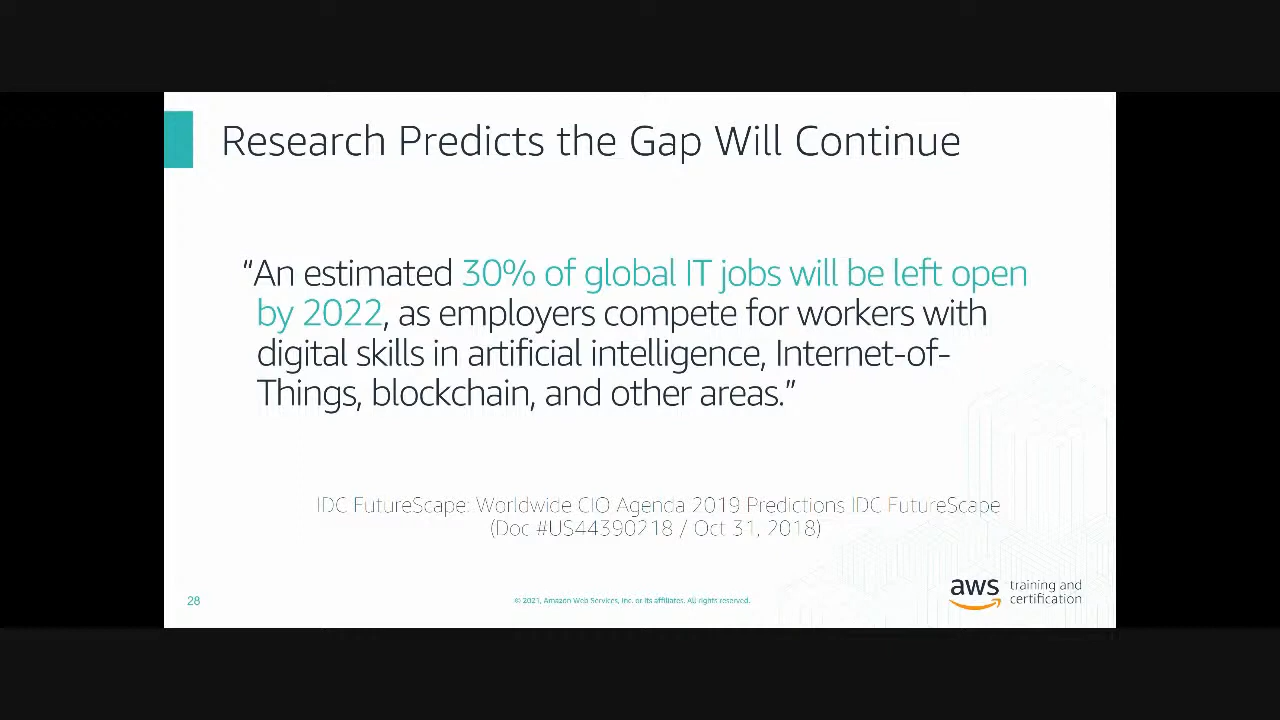 Research Predicts the Gap Will Continue
“An estimated 30% of global IT jobs will be left open
by 2022, as employers compete for workers with
digital skills in artificial intelligence, Internet-of-
Things, blockchain, and other areas.”
IDC FutureScape: Worldwide CIO Agenda 2019 Predictions IDC FutureScape
(Doc #US44390218 / Oct 31, 2018)
28
© 2021, Amazon Web Services, Inc. or its affiliates. All rights reserved.
aws training and
certification